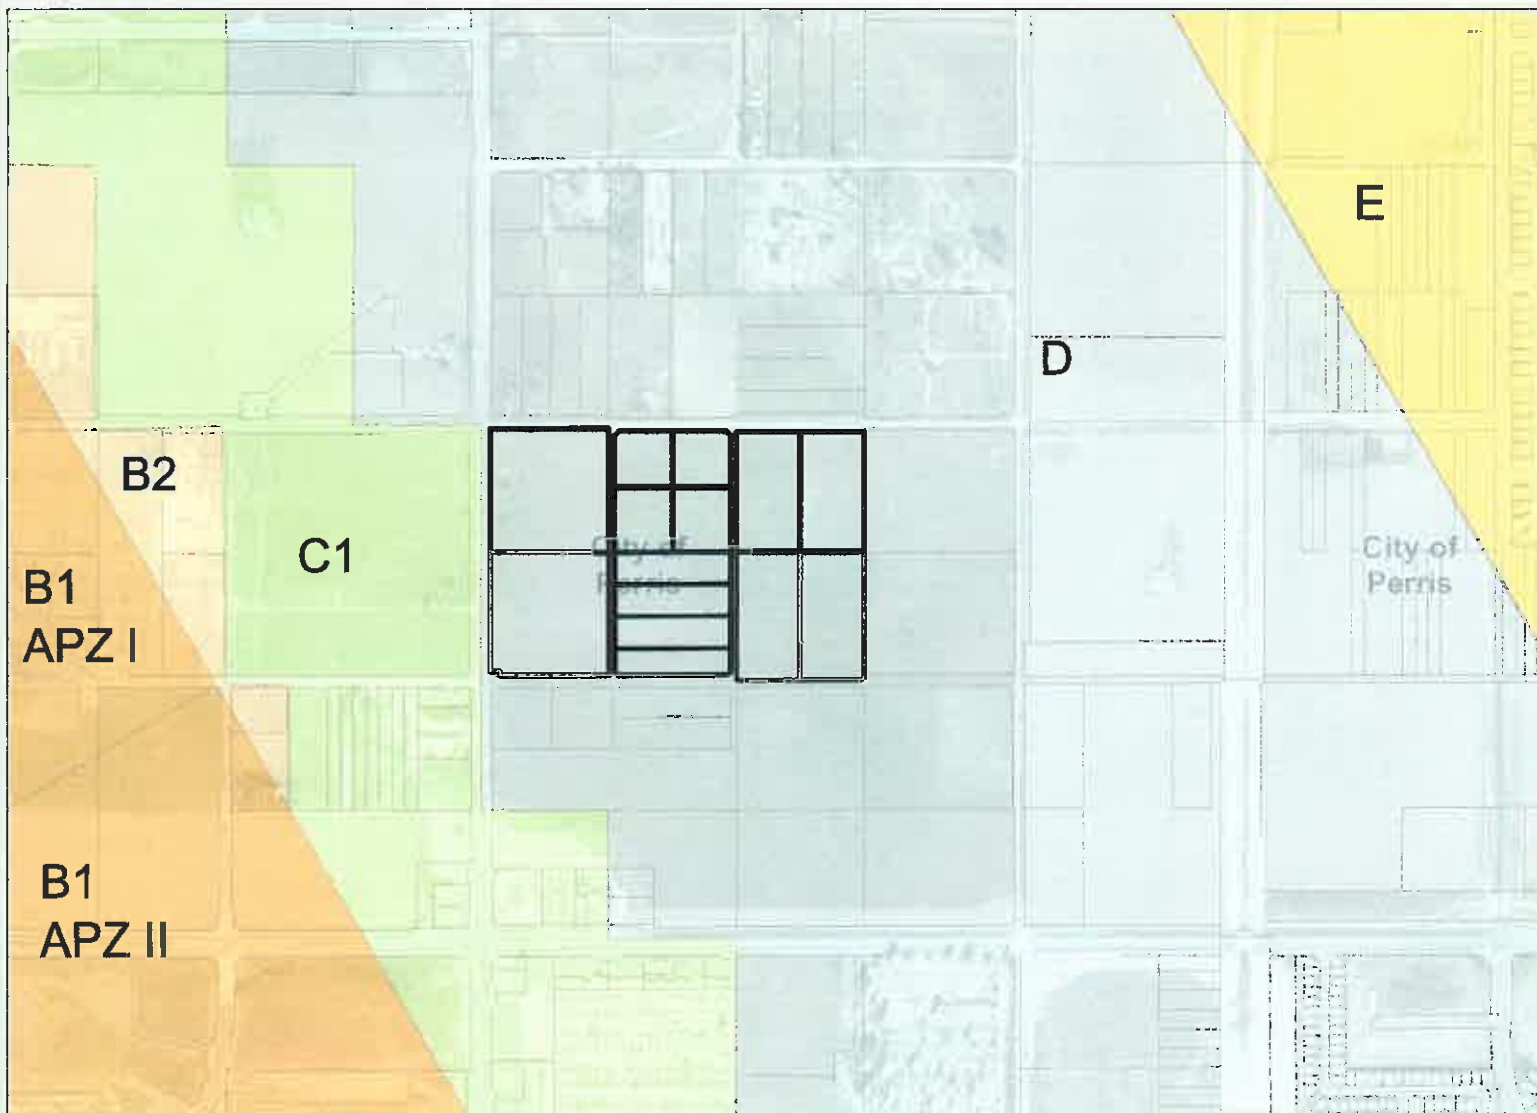 E
D
B2
C1
City of
Perris
City of
Perris
B1
APZ I
B1
APZ II